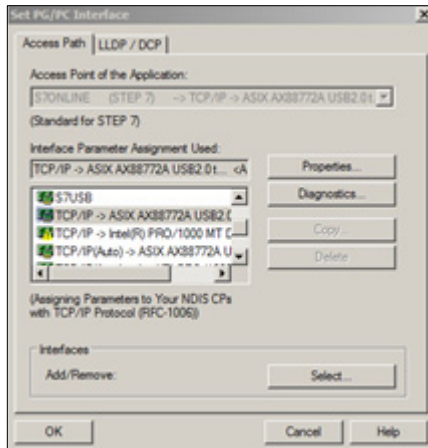 Set PG/PC Interface
Access Path
LLDP / DCP
Access Point of the Application:
S7ONLINE (STEP 7) --> TCP/IP -> ASIX AX88772A USB2.0 t...
(Standard for STEP 7)
Interface Parameter Assignment Used:
TCP/IP -> ASIX AX88772A USB2.0 t... <A
Properties...
S7USB
Diagnostics...
TCP/IP -> ASIX AX88772A USB2.0
TCP/IP -> Intel(R) PRO/1000 MT D
Copy...
TCP/IP(Auto) -> ASIX AX88772A U
Delete
(Assigning Parameters to Your NDIS CPs
with TCP/IP Protocol (RFC-1006))
Interfaces
Add/Remove:
Select...
OK
Cancel
Help